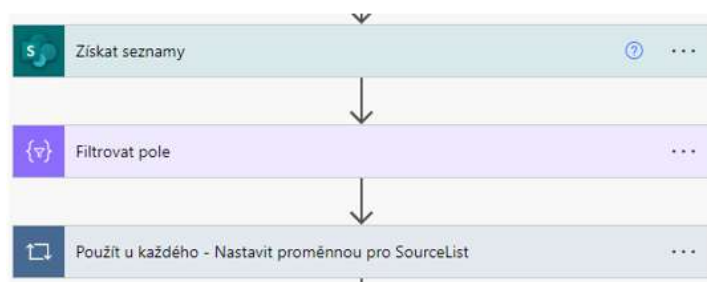 Získat seznamy
Filtrovat pole
Použít u každého - Nastavit proměnnou pro SourceList